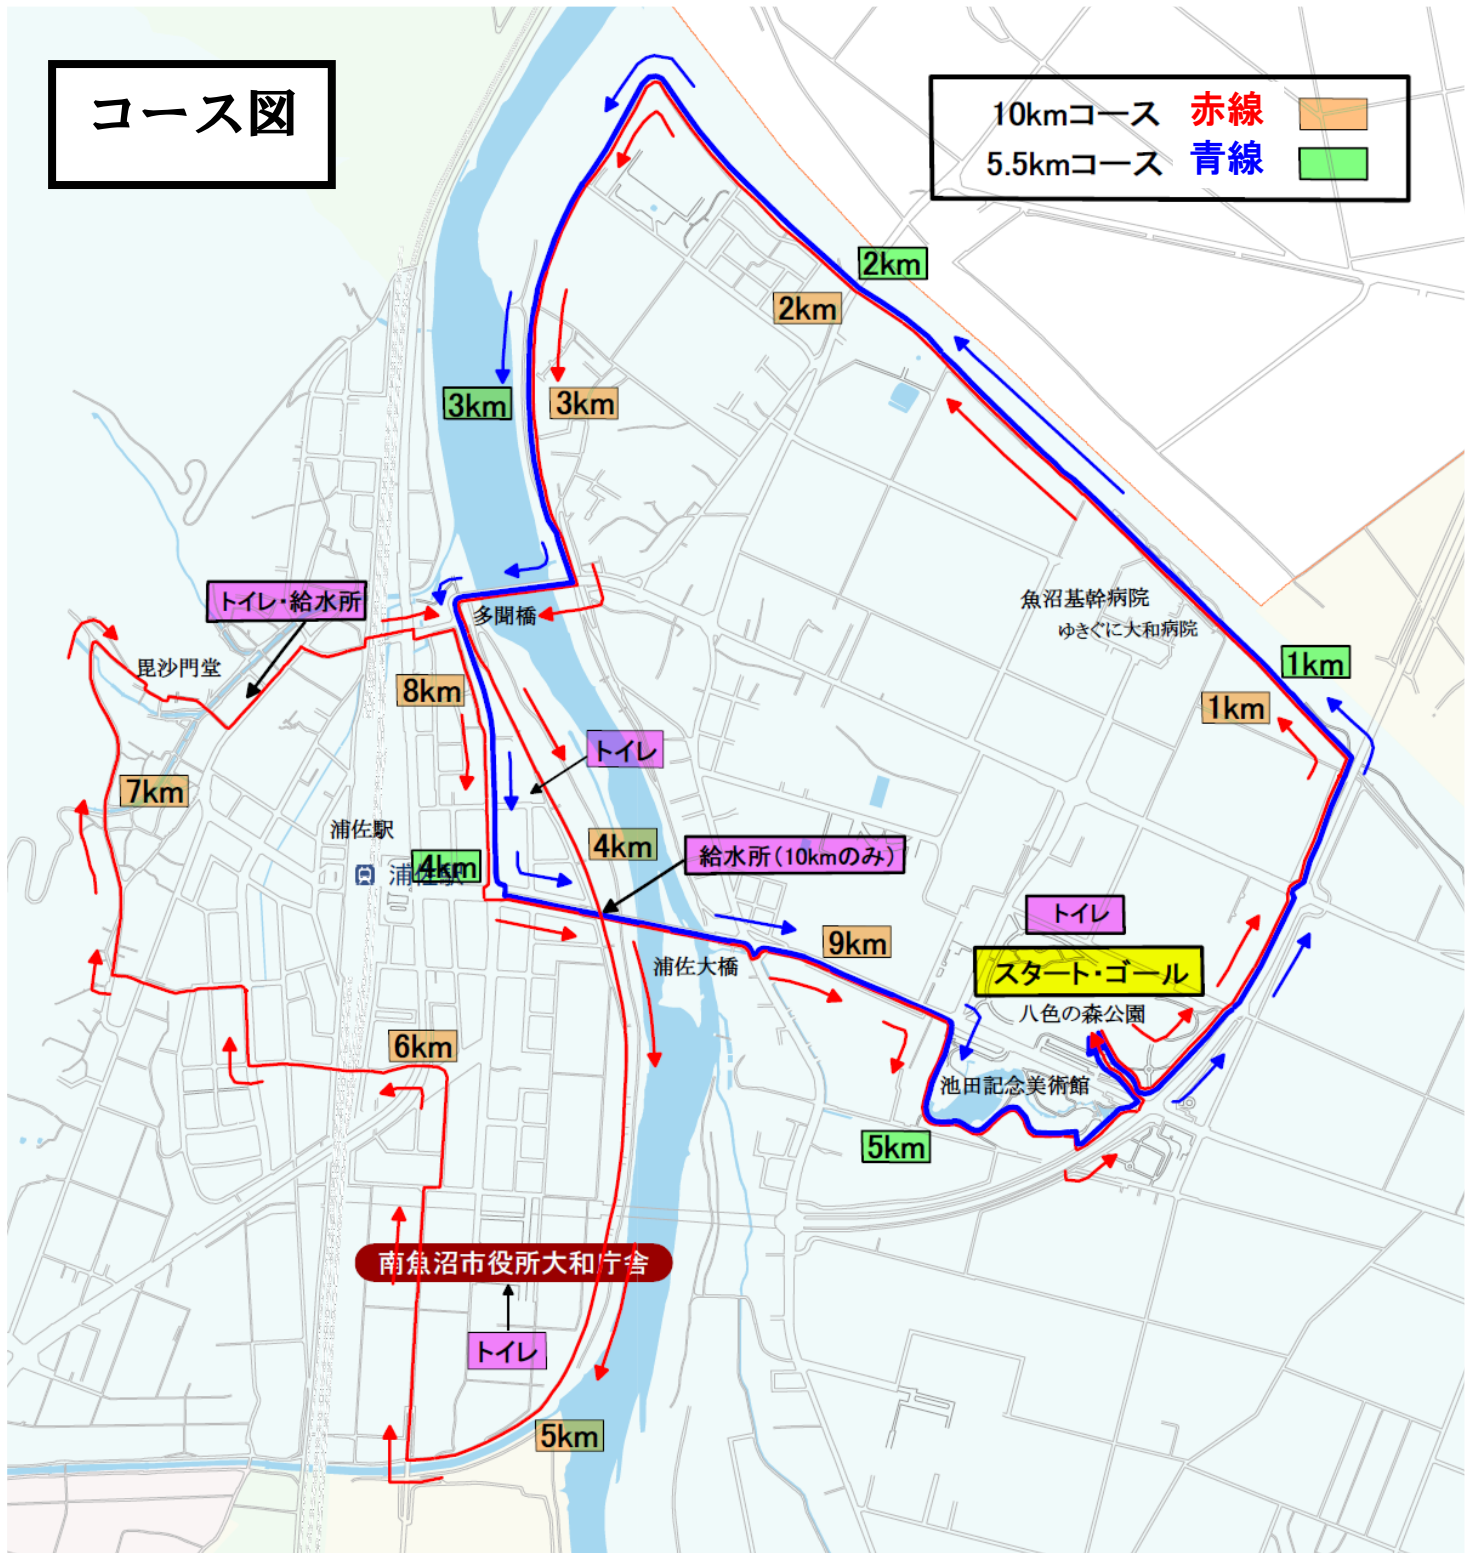 コース図
10kmコース 赤線
5.5kmコース 青線
2km
2km
3km
3km
魚沼基幹病院
ゆきぐに大和病院
トイレ・給水所
多聞橋
毘沙門堂
1km
1km
8km
トイレ
7km
浦佐駅
4km
給水所（10kmのみ）
4km
浦佐駅
トイレ
9km
浦佐大橋
スタート・ゴール
八色の森公園
6km
池田記念美術館
5km
南魚沼市役所大和庁舎
トイレ
5km